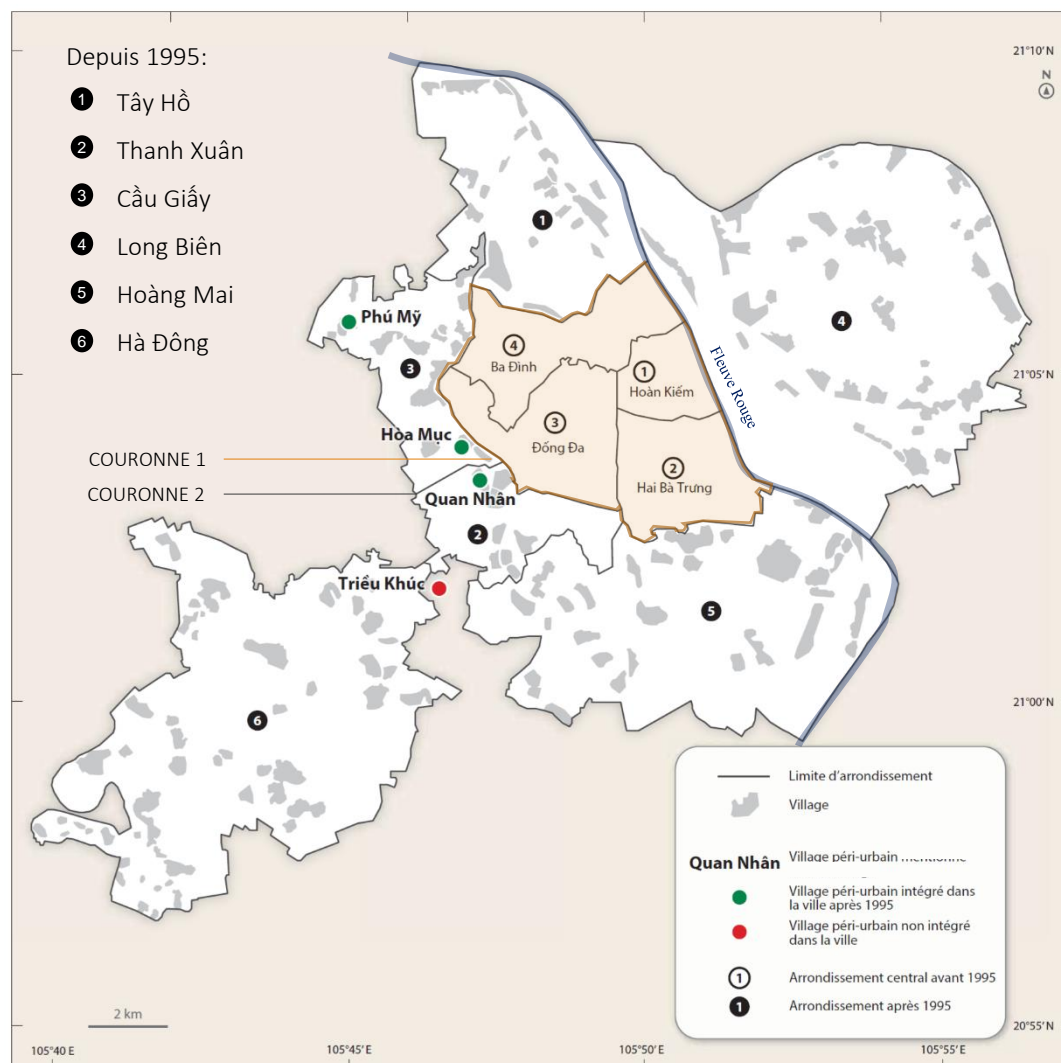 Depuis 1995:
1 Tây Hồ
2 Thanh Xuân
3 Cầu Giấy
4 Long Biên
5 Hoàng Mai
6 Hà Đông
21°10'N
N
1
Phú Mỹ
3
4
Ba Đình
1
Hoàn Kiếm
4
Fleuve Rouge
21°05'N
Hòa Mục
3
Đống Đa
2
Hai Bà Trưng
COURONNE 1
COURONNE 2
Quan Nhân
2
Triều Khúc
5
6
21°00'N
Limite d'arrondissement
Village
Quan Nhân Village péri-urbain
Village péri-urbain intégré dans
la ville après 1995
Village péri-urbain non intégré
dans la ville
1 Arrondissement central avant 1995
1 Arrondissement après 1995
2 km
20°55'N
105°40 E
105°45'E
105°50'E
105°55'E